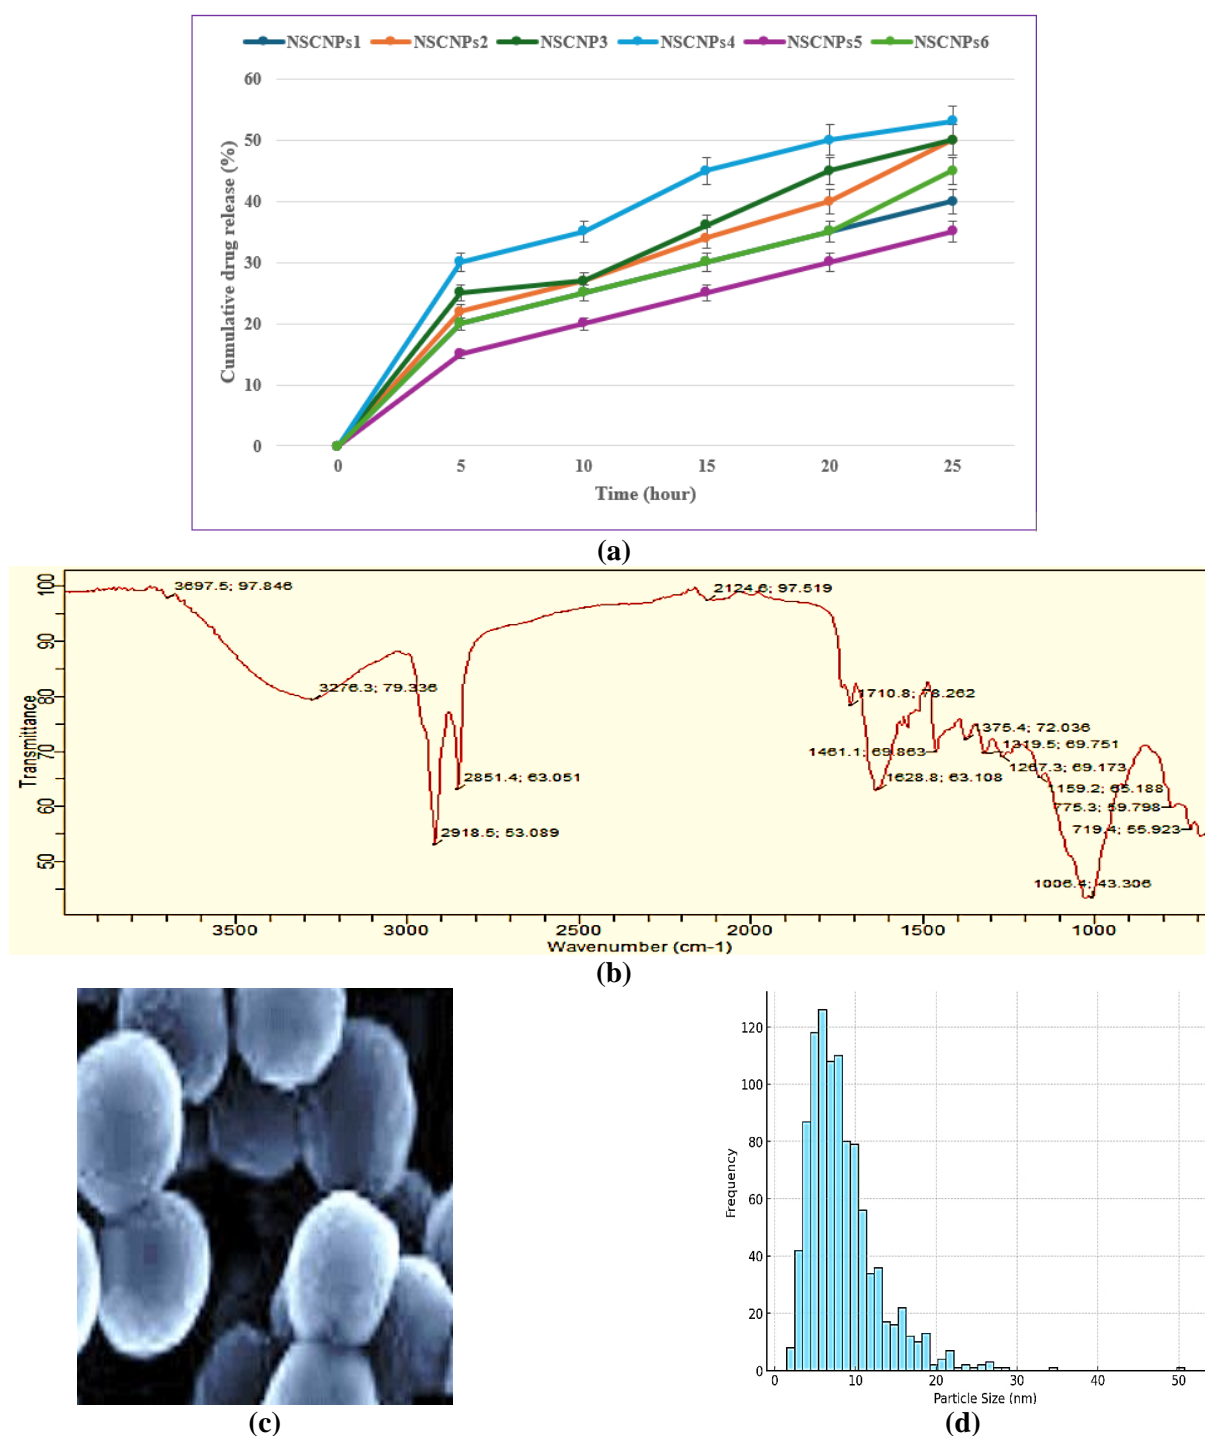 NSCNPs1 NSCNPs2 NSCNP3 NSCNPs4 NSCNPs5 NSCNPs6
60
50
40
30
20
10
0
Cumulative drug release (%)
0 5 10 15 20 25
Time (hour)
(a)
100
90
80
70
60
50
Transmittance
3697.5; 97.846
2124.6; 97.519
3276.3; 79.336
1710.8; 78.262
1375.4; 72.036
1319.5; 69.751
1461.1; 69.863
1267.3; 69.173
2851.4; 63.051
1628.8; 63.108
1159.2; 65.188
775.3; 59.798
2918.5; 53.089
719.4; 55.923
1006.4; 43.306
3500 3000 2500 2000 1500 1000
Wavenumber (cm-1)
(b)
120
100
80
60
40
20
0
Frequency
0 10 20 30 40 50
Particle Size (nm)
(c)
(d)